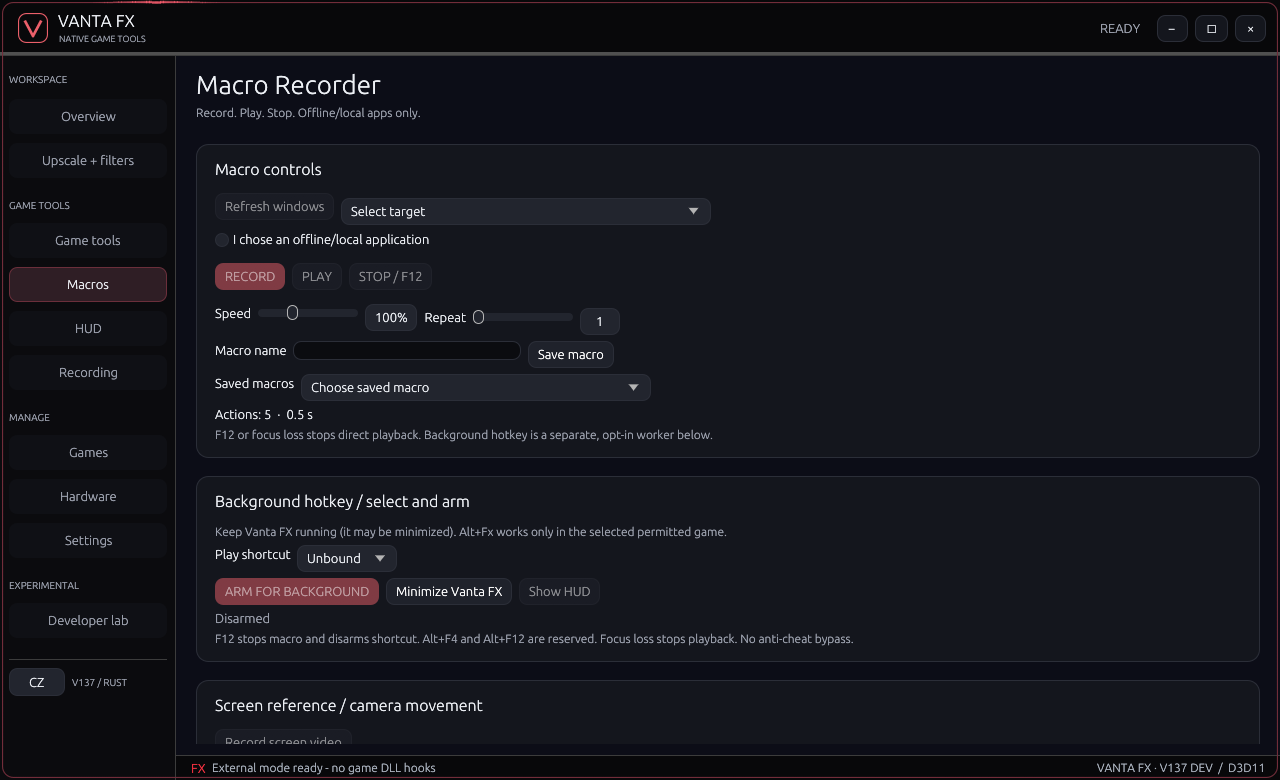 VANTA FX
NATIVE GAME TOOLS
READY
WORKSPACE
Overview
Upscale + filters
GAME TOOLS
Game tools
Macros
HUD
Recording
MANAGE
Games
Hardware
Settings
EXPERIMENTAL
Developer lab
CZ V137 / RUST
Macro Recorder
Record. Play. Stop. Offline/local apps only.
Macro controls
Refresh windows Select target
I chose an offline/local application
RECORD PLAY STOP / F12
Speed 100% Repeat 1
Macro name Save macro
Saved macros Choose saved macro
Actions: 5 · 0.5 s
F12 or focus loss stops direct playback. Background hotkey is a separate, opt-in worker below.
Background hotkey / select and arm
Keep Vanta FX running (it may be minimized). Alt+Fx works only in the selected permitted game.
Play shortcut Unbound
ARM FOR BACKGROUND Minimize Vanta FX Show HUD
Disarmed
F12 stops macro and disarms shortcut. Alt+F4 and Alt+F12 are reserved. Focus loss stops playback. No anti-cheat bypass.
Screen reference / camera movement
Record screen video
FX External mode ready - no game DLL hooks
VANTA FX · V137 DEV / D3D11